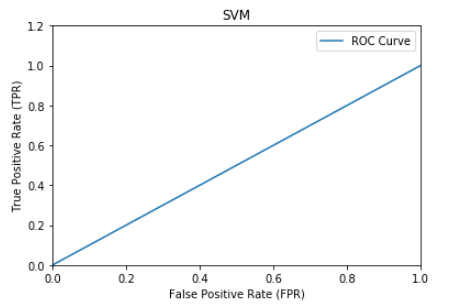 SVM
ROC Curve
True Positive Rate (TPR)
1.2
1.0
0.8
0.6
0.4
0.2
0.0
0.0 0.2 0.4 0.6 0.8 1.0
False Positive Rate (FPR)